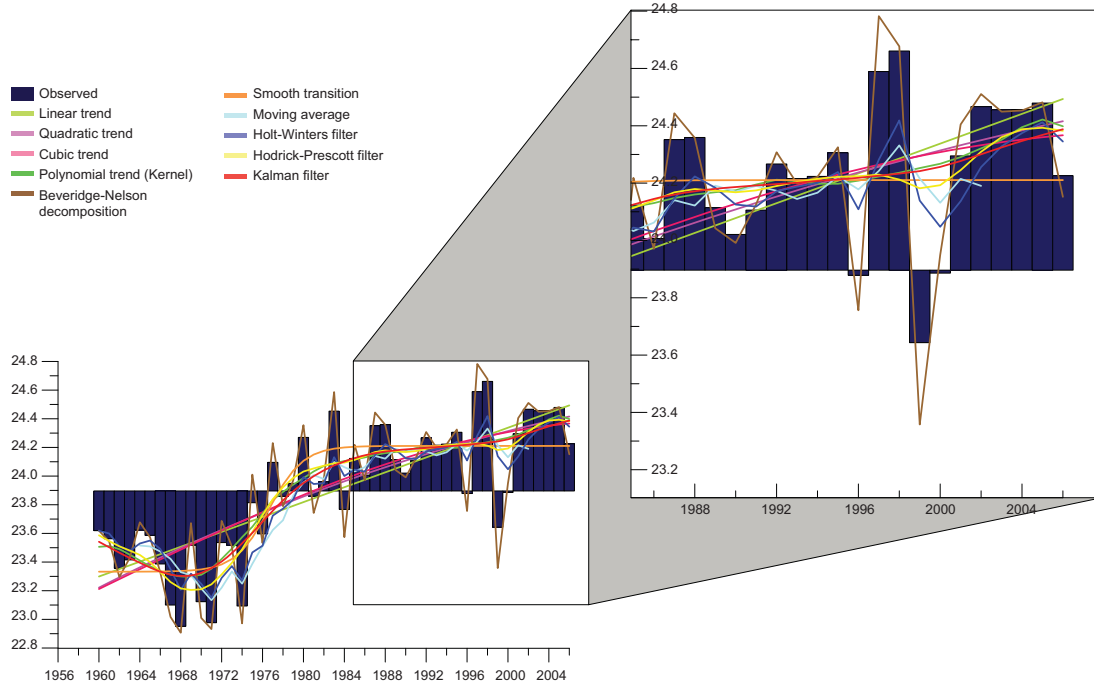 Observed
Linear trend
Quadratic trend
Cubic trend
Polynomial trend (Kernel)
Beveridge-Nelson
decomposition
Smooth transition
Moving average
Holt-Winters filter
Hodrick-Prescott filter
Kalman filter
24.8
24.6
24.4
24.2
23.8
23.6
23.4
23.2
1988 1992 1996 2000 2004
24.8
24.6
24.4
24.2
24.0
23.8
23.6
23.4
23.2
23.0
22.8
1956 1960 1964 1968 1972 1976 1980 1984 1988 1992 1996 2000 2004